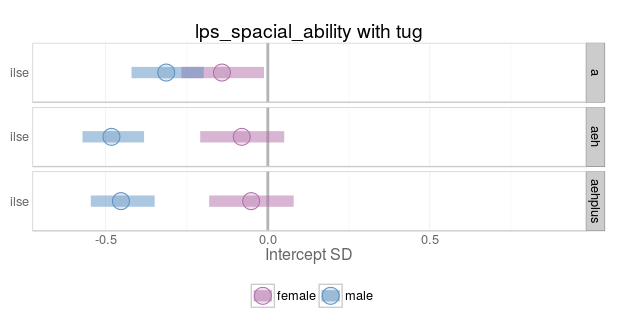 lps_spacial_ability with tug
ilse
a
ilse
aeh
ilse
aehplus
-0.5 0.0 0.5
Intercept SD
female male